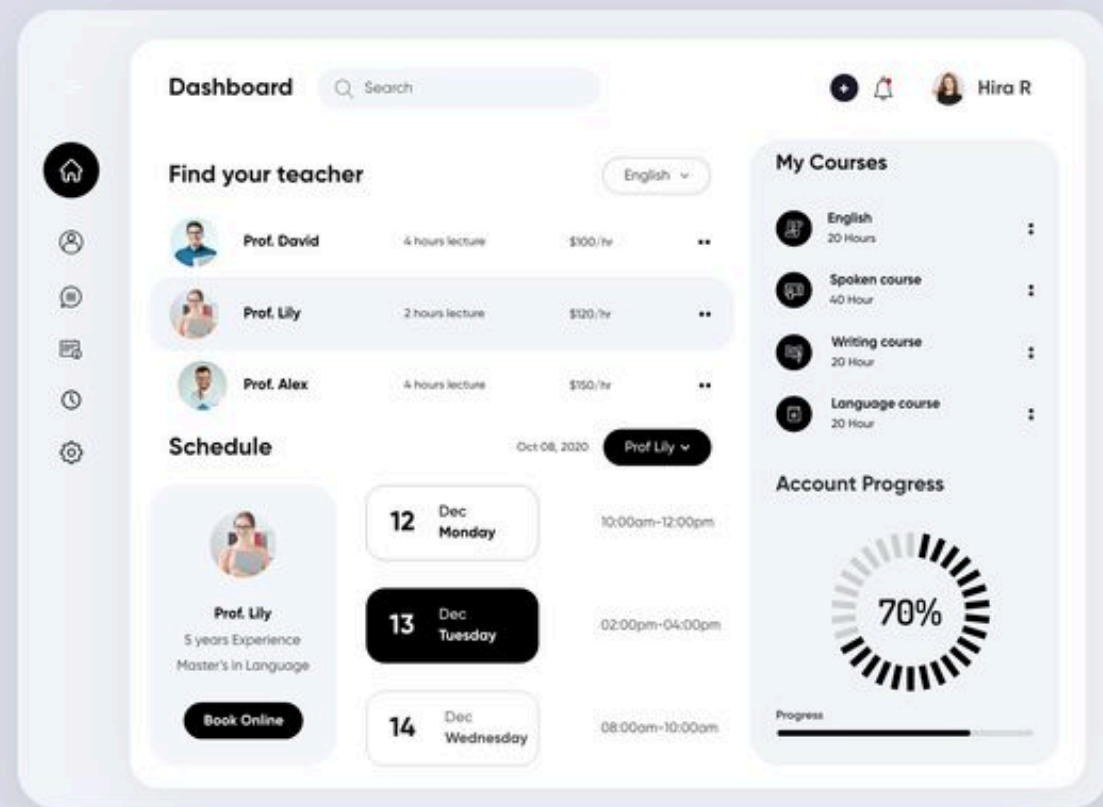 Dashboard
Search
Hira R
Find your teacher
English
Prof. David 4 hours lecture $100/hr
Prof. Lily 2 hours lecture $120/hr
Prof. Alex 4 hours lecture $150/hr
Schedule
Oct 08, 2020
Prof Lily
Prof. Lily
5 years Experience
Master's in Language
Book Online
12 Dec
Monday
10:00am-12:00pm
13 Dec
Tuesday
02:00pm-04:00pm
14 Dec
Wednesday
08:00am-10:00am
My Courses
English
20 Hours
Spoken course
40 Hour
Writing course
20 Hour
Language course
20 Hour
Account Progress
70%
Progress